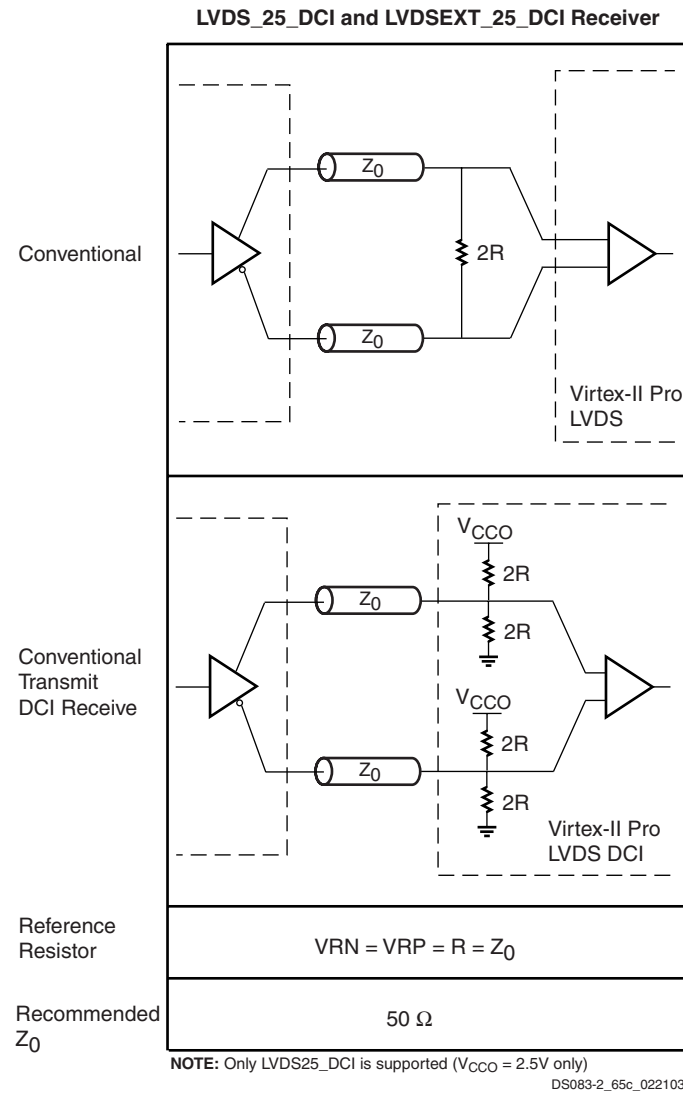 LVDS_25_DCI and LVDSEXT_25_DCI Receiver
Z0
Conventional
2R
Z0
Virtex-II Pro
LVDS
VCCO
2R
Z0
2R
Conventional
Transmit
DCI Receive
VCCO
2R
Z0
2R
Virtex-II Pro
LVDS DCI
Reference
Resistor
VRN = VRP = R = Z0
Recommended
Z0
50 Ω
NOTE: Only LVDS25_DCI is supported (VCCO = 2.5V only)
DS083-2_65c_022103